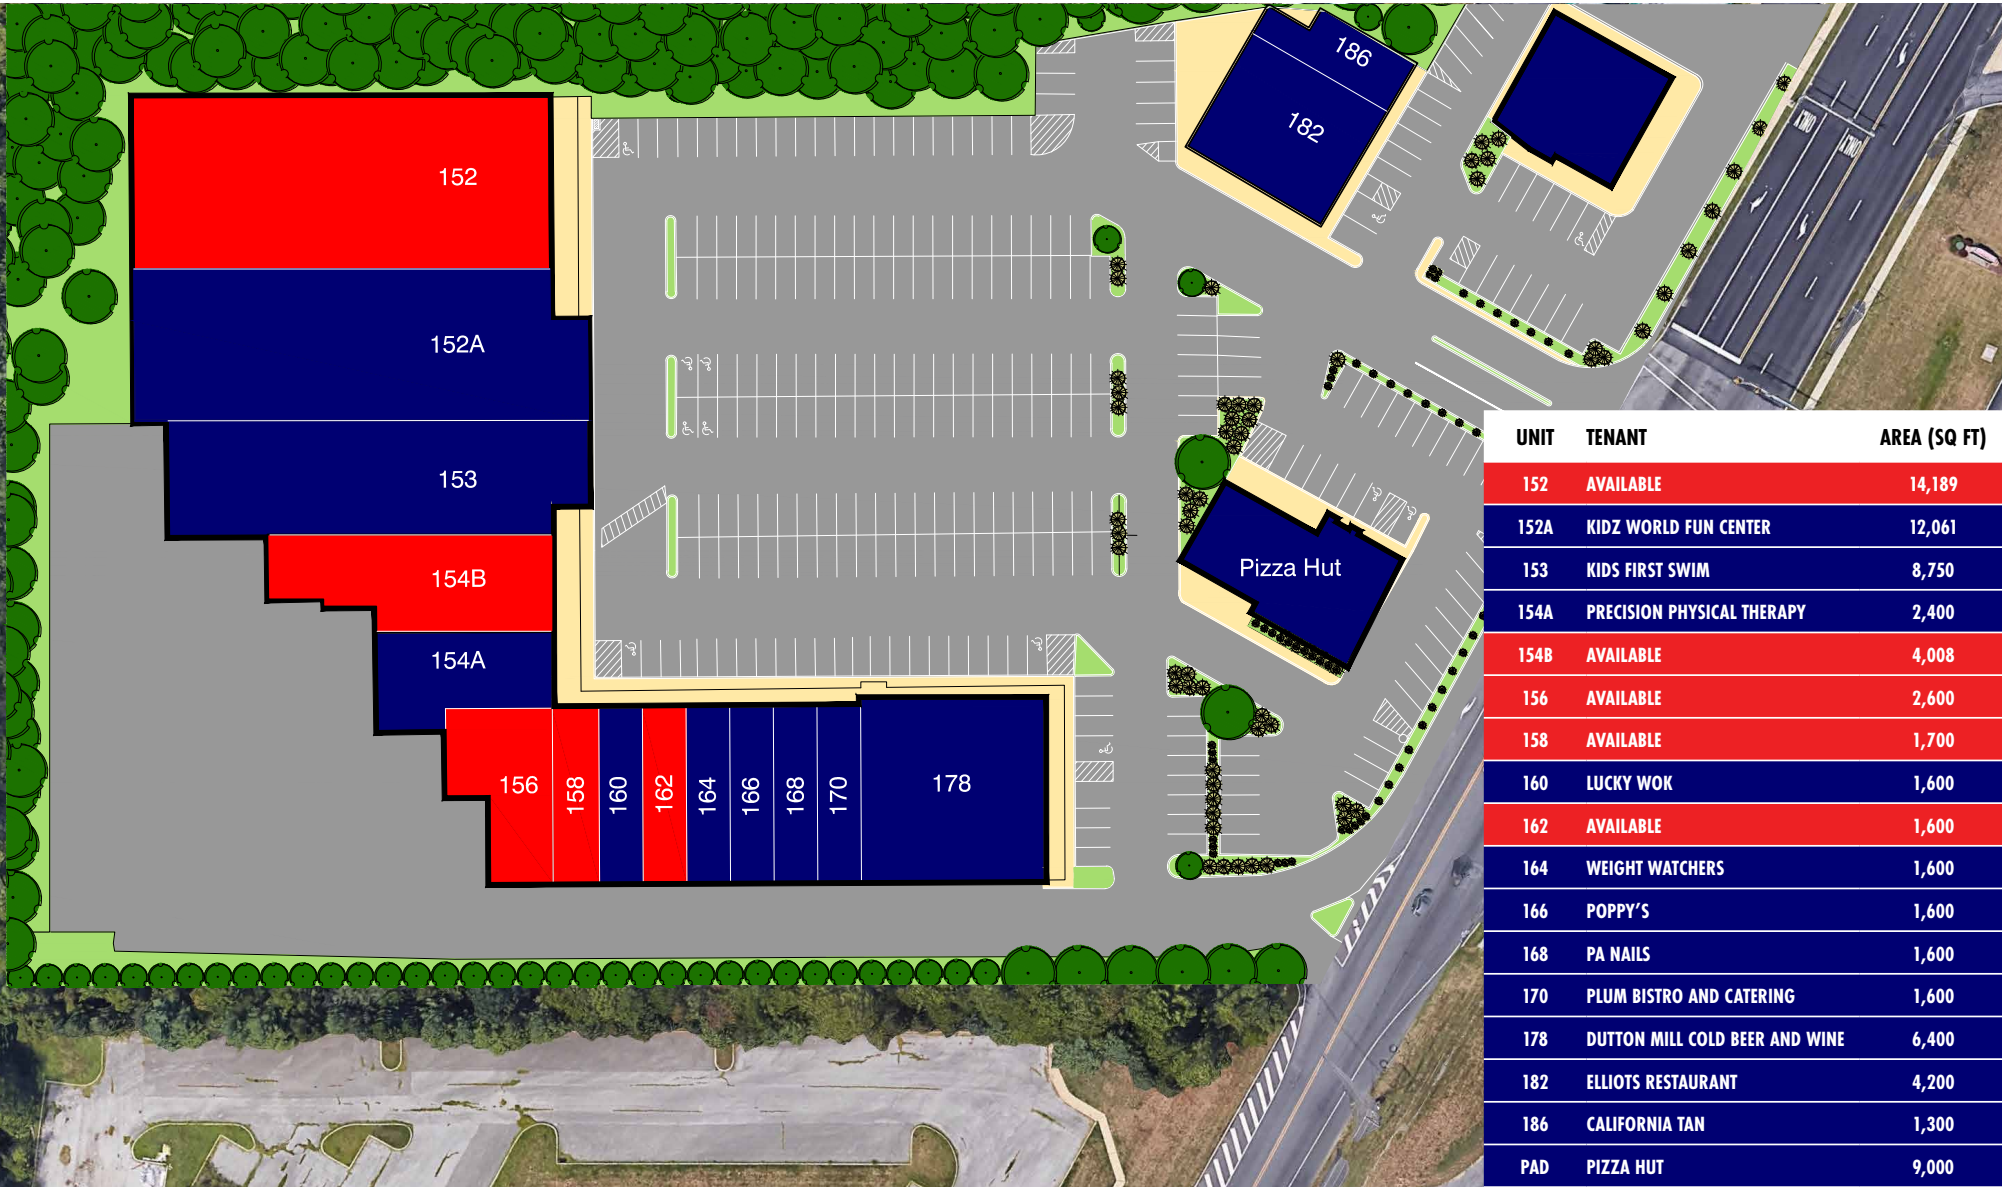 186
182
152
152A
153
154B
154A
156
158
160
162
164
166
168
170
178
Pizza Hut
ONLY
ONLY
UNIT TENANT AREA (SQ FT)
152 AVAILABLE 14,189
152A KIDZ WORLD FUN CENTER 12,061
153 KIDS FIRST SWIM 8,750
154A PRECISION PHYSICAL THERAPY 2,400
154B AVAILABLE 4,008
156 AVAILABLE 2,600
158 AVAILABLE 1,700
160 LUCKY WOK 1,600
162 AVAILABLE 1,600
164 WEIGHT WATCHERS 1,600
166 POPPY'S 1,600
168 PA NAILS 1,600
170 PLUM BISTRO AND CATERING 1,600
178 DUTTON MILL COLD BEER AND WINE 6,400
182 ELLIOTS RESTAURANT 4,200
186 CALIFORNIA TAN 1,300
PAD PIZZA HUT 9,000